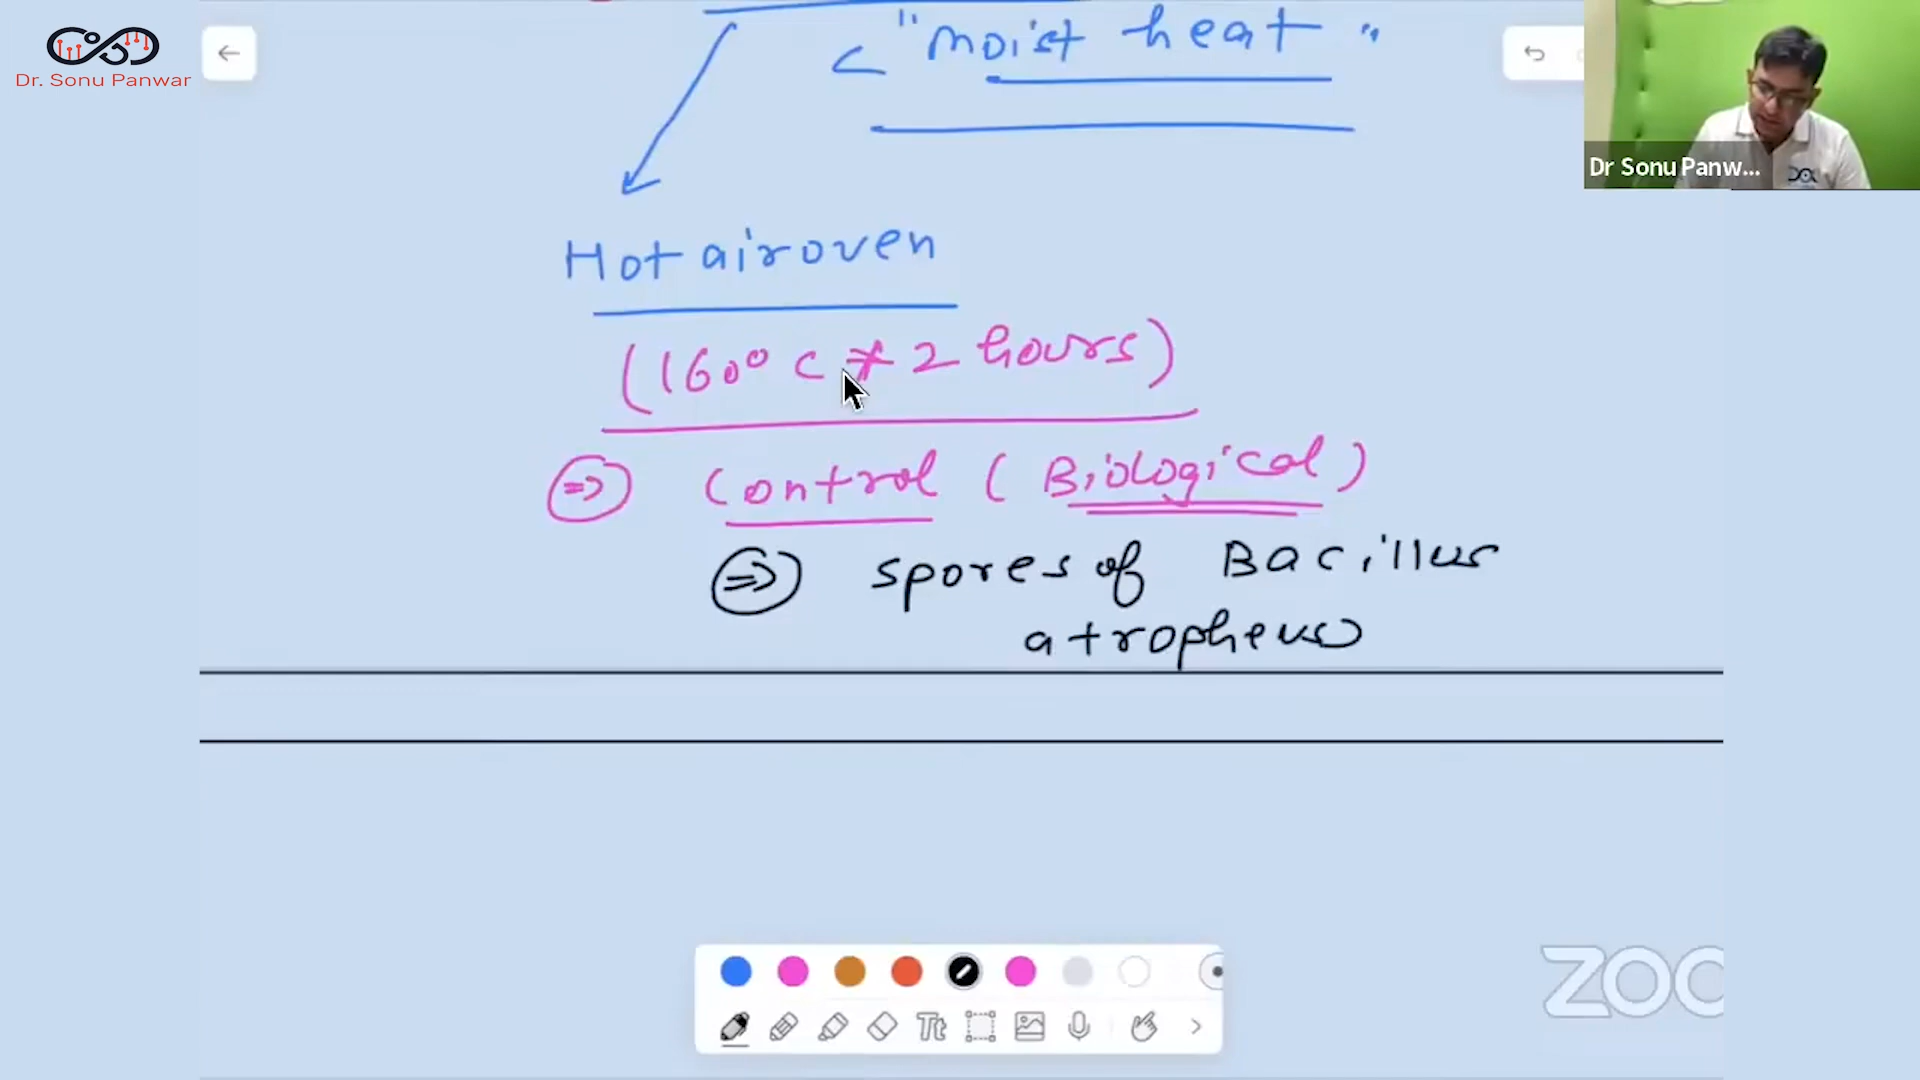 Dr. Sonu Panwar
"moist heat"
Dr Sonu Panw...
Hot air oven
(160° C * 2 hours)
⇒ Control (Biological)
⇒ spores of Bacillus
atropheus
Tt
ZOO